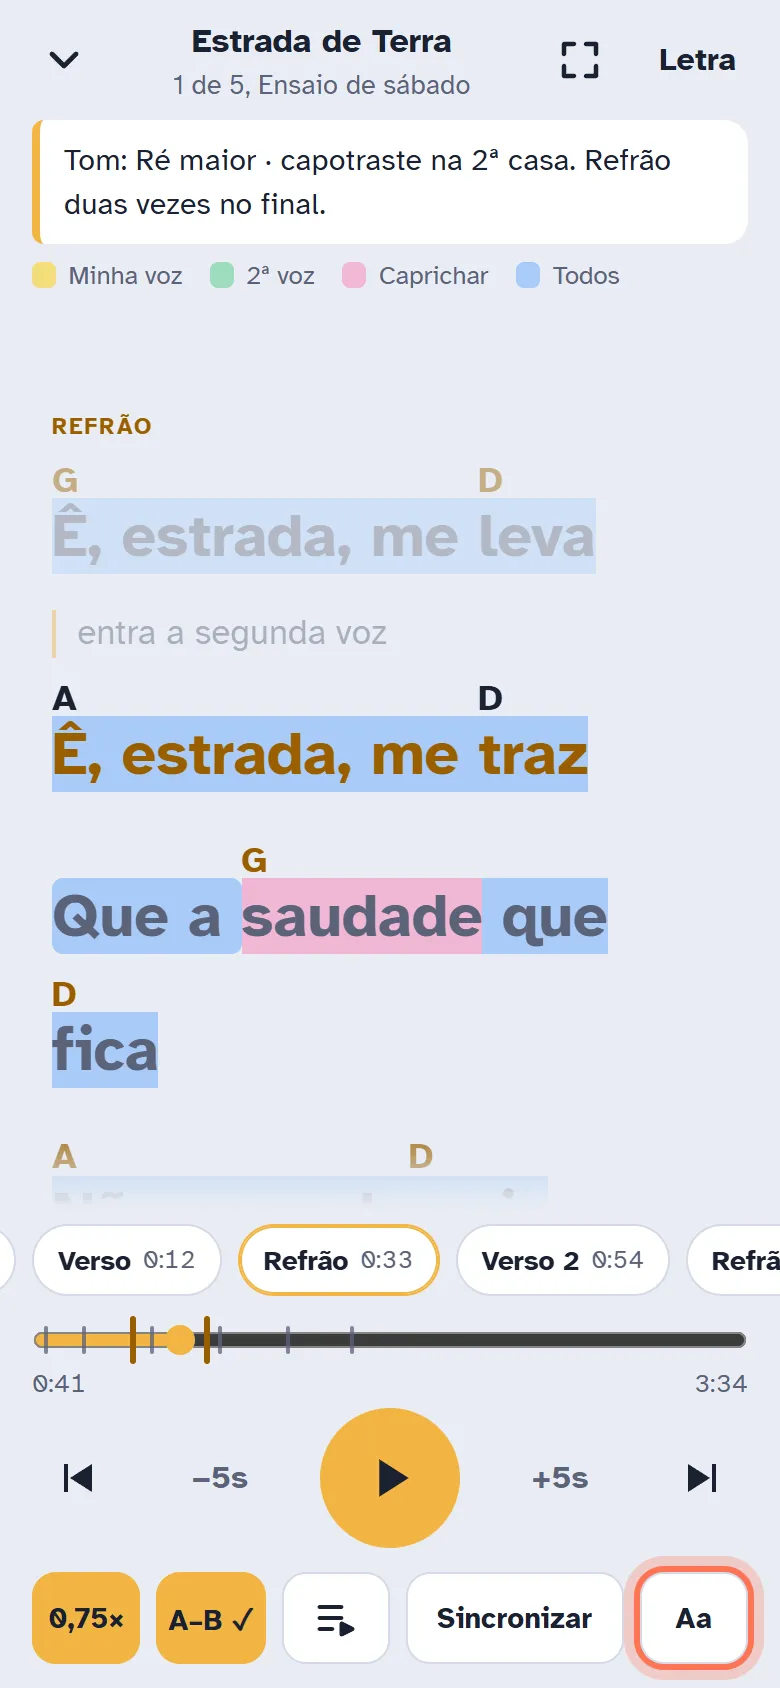 Estrada de Terra
1 de 5, Ensaio de sábado
Letra
Tom: Ré maior · capotraste na 2ª casa. Refrão
duas vezes no final.
Minha voz 2ª voz Caprichar Todos
REFRÃO
G D
Ê, estrada, me leva
entra a segunda voz
A D
Ê, estrada, me traz
G
Que a saudade que
D
fica
A D
Verso 0:12 Refrão 0:33 Verso 2 0:54
0:41 3:34
–5s +5s
0,75× A–B ✓ Sincronizar Aa